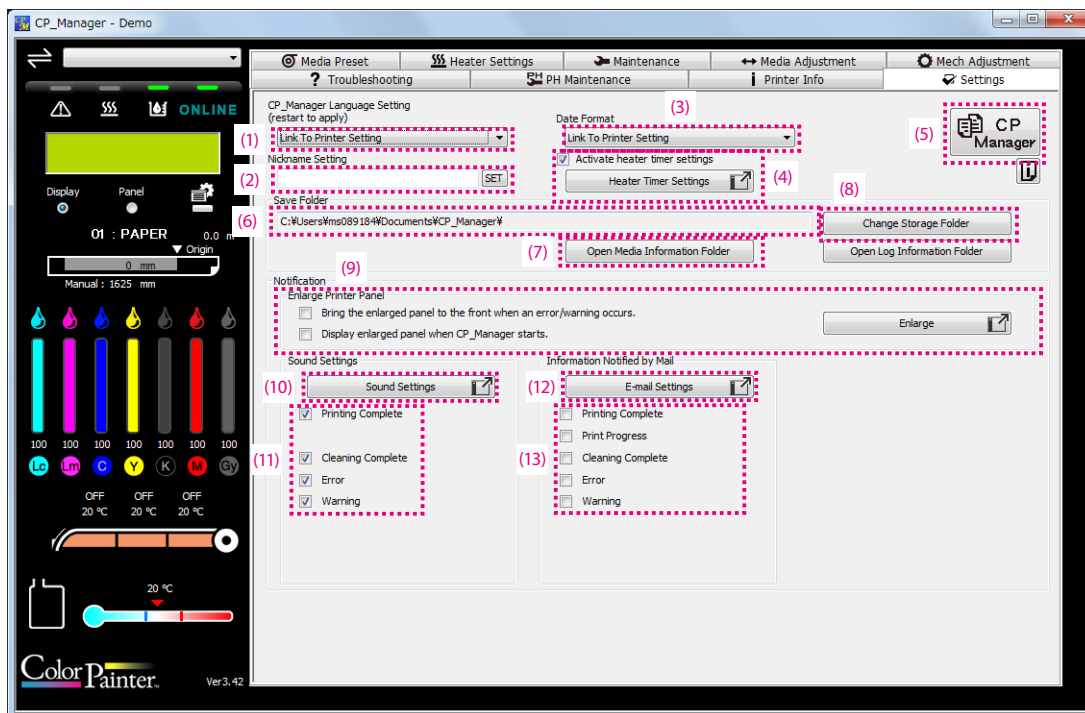 CP_Manager - Demo
Media Preset
Heater Settings
Maintenance
Media Adjustment
Mech Adjustment
Troubleshooting
PH Maintenance
Printer Info
Settings
ONLINE
Display
Panel
01 : PAPER
0.0 m
Origin
0 mm
Manual : 1625 mm
100 100 100 100 100 100 100
Lc Lm C Y K M Gy
OFF OFF OFF
20 ℃ 20 ℃ 20 ℃
20 ℃
Color Painter
Ver3.42
CP_Manager Language Setting
(restart to apply)
(1)
Link To Printer Setting
Date Format
(3)
Link To Printer Setting
(5)
CP
Manager
Nickname Setting
(2)
SET
Activate heater timer settings
Heater Timer Settings
(4)
Save Folder
(6)
C:¥Users¥ms089184¥Documents¥CP_Manager¥
(8)
Change Storage Folder
(7)
Open Media Information Folder
Open Log Information Folder
(9)
Notification
Enlarge Printer Panel
Bring the enlarged panel to the front when an error/warning occurs.
Display enlarged panel when CP_Manager starts.
Enlarge
Sound Settings
(10)
Sound Settings
(11)
Printing Complete
Cleaning Complete
Error
Warning
Information Notified by Mail
(12)
E-mail Settings
(13)
Printing Complete
Print Progress
Cleaning Complete
Error
Warning